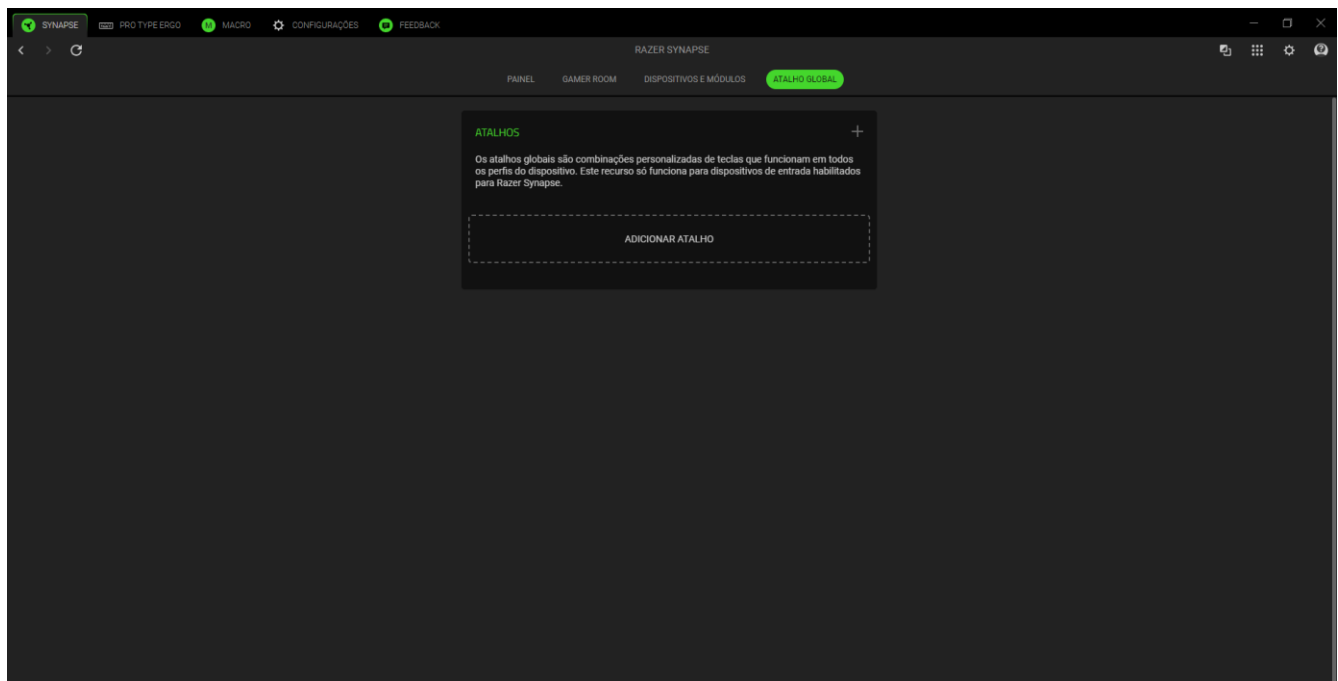 SYNAPSE PRO TYPE ERGO M MACRO CONFIGURAÇÕES FEEDBACK
RAZER SYNAPSE
PAINEL GAMER ROOM DISPOSITIVOS E MÓDULOS ATALHO GLOBAL
ATALHOS
Os atalhos globais são combinações personalizadas de teclas que funcionam em todos
os perfis do dispositivo. Este recurso só funciona para dispositivos de entrada habilitados
para Razer Synapse.
ADICIONAR ATALHO